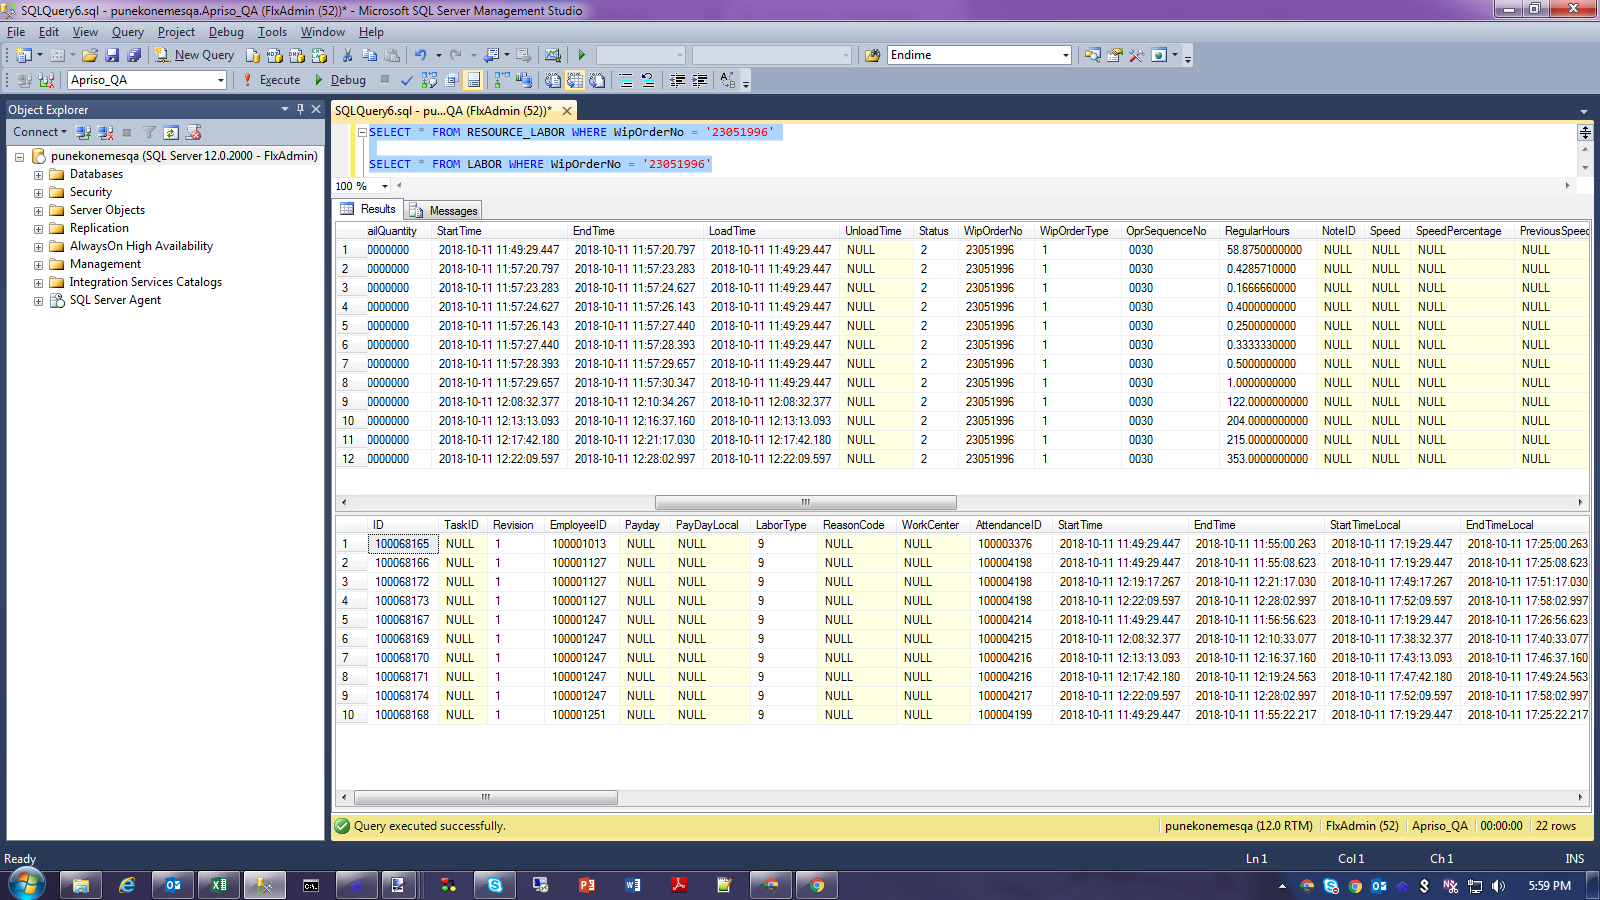 SQLQuery6.sql - punekonemesqa.Apriso_QA (FlxAdmin (52))* - Microsoft SQL Server Management Studio
File Edit View Query Project Debug Tools Window Help
New Query Endime
Apriso_QA Execute Debug
Object Explorer
Connect
punekonemesqa (SQL Server 12.0.2000 - FlxAdmin)
Databases
Security
Server Objects
Replication
AlwaysOn High Availability
Management
Integration Services Catalogs
SQL Server Agent
SQLQuery6.sql - pu...QA (FlxAdmin (52))*
SELECT * FROM RESOURCE_LABOR WHERE WipOrderNo = '23051996'
SELECT * FROM LABOR WHERE WipOrderNo = '23051996'
100 %
Results Messages
ailQuantity StartTime EndTime LoadTime UnloadTime Status WipOrderNo WipOrderType OprSequenceNo RegularHours NoteID Speed SpeedPercentage PreviousSpeed
1 0000000 2018-10-11 11:49:29.447 2018-10-11 11:57:20.797 2018-10-11 11:49:29.447 NULL 2 23051996 1 0030 58.8750000000 NULL NULL NULL NULL
2 0000000 2018-10-11 11:57:20.797 2018-10-11 11:57:23.283 2018-10-11 11:49:29.447 NULL 2 23051996 1 0030 0.4285710000 NULL NULL NULL NULL
3 0000000 2018-10-11 11:57:23.283 2018-10-11 11:57:24.627 2018-10-11 11:49:29.447 NULL 2 23051996 1 0030 0.1666660000 NULL NULL NULL NULL
4 0000000 2018-10-11 11:57:24.627 2018-10-11 11:57:26.143 2018-10-11 11:49:29.447 NULL 2 23051996 1 0030 0.4000000000 NULL NULL NULL NULL
5 0000000 2018-10-11 11:57:26.143 2018-10-11 11:57:27.440 2018-10-11 11:49:29.447 NULL 2 23051996 1 0030 0.2500000000 NULL NULL NULL NULL
6 0000000 2018-10-11 11:57:27.440 2018-10-11 11:57:28.393 2018-10-11 11:49:29.447 NULL 2 23051996 1 0030 0.3333330000 NULL NULL NULL NULL
7 0000000 2018-10-11 11:57:28.393 2018-10-11 11:57:29.657 2018-10-11 11:49:29.447 NULL 2 23051996 1 0030 0.5000000000 NULL NULL NULL NULL
8 0000000 2018-10-11 11:57:29.657 2018-10-11 11:57:30.347 2018-10-11 11:49:29.447 NULL 2 23051996 1 0030 1.0000000000 NULL NULL NULL NULL
9 0000000 2018-10-11 12:08:32.377 2018-10-11 12:10:34.267 2018-10-11 12:08:32.377 NULL 2 23051996 1 0030 122.0000000000 NULL NULL NULL NULL
10 0000000 2018-10-11 12:13:13.093 2018-10-11 12:16:37.160 2018-10-11 12:13:13.093 NULL 2 23051996 1 0030 204.0000000000 NULL NULL NULL NULL
11 0000000 2018-10-11 12:17:42.180 2018-10-11 12:21:17.030 2018-10-11 12:17:42.180 NULL 2 23051996 1 0030 215.0000000000 NULL NULL NULL NULL
12 0000000 2018-10-11 12:22:09.597 2018-10-11 12:28:02.997 2018-10-11 12:22:09.597 NULL 2 23051996 1 0030 353.0000000000 NULL NULL NULL NULL
ID TaskID Revision EmployeeID Payday PayDayLocal LaborType ReasonCode WorkCenter AttendanceID StartTime EndTime StartTimeLocal EndTimeLocal
1 100068165 NULL 1 100001013 NULL NULL 9 NULL NULL 100003376 2018-10-11 11:49:29.447 2018-10-11 11:55:00.263 2018-10-11 17:19:29.447 2018-10-11 17:25:00.263
2 100068166 NULL 1 100001127 NULL NULL 9 NULL NULL 100004198 2018-10-11 11:49:29.447 2018-10-11 11:55:08.623 2018-10-11 17:19:29.447 2018-10-11 17:25:08.623
3 100068172 NULL 1 100001127 NULL NULL 9 NULL NULL 100004198 2018-10-11 12:19:17.267 2018-10-11 12:21:17.030 2018-10-11 17:49:17.267 2018-10-11 17:51:17.030
4 100068173 NULL 1 100001127 NULL NULL 9 NULL NULL 100004198 2018-10-11 12:22:09.597 2018-10-11 12:28:02.997 2018-10-11 17:52:09.597 2018-10-11 17:58:02.997
5 100068167 NULL 1 100001247 NULL NULL 9 NULL NULL 100004214 2018-10-11 11:49:29.447 2018-10-11 11:56:56.623 2018-10-11 17:19:29.447 2018-10-11 17:26:56.623
6 100068169 NULL 1 100001247 NULL NULL 9 NULL NULL 100004215 2018-10-11 12:08:32.377 2018-10-11 12:10:33.077 2018-10-11 17:38:32.377 2018-10-11 17:40:33.077
7 100068170 NULL 1 100001247 NULL NULL 9 NULL NULL 100004216 2018-10-11 12:13:13.093 2018-10-11 12:16:37.160 2018-10-11 17:43:13.093 2018-10-11 17:46:37.160
8 100068171 NULL 1 100001247 NULL NULL 9 NULL NULL 100004216 2018-10-11 12:17:42.180 2018-10-11 12:19:24.563 2018-10-11 17:47:42.180 2018-10-11 17:49:24.563
9 100068174 NULL 1 100001247 NULL NULL 9 NULL NULL 100004217 2018-10-11 12:22:09.597 2018-10-11 12:28:02.997 2018-10-11 17:52:09.597 2018-10-11 17:58:02.997
10 100068168 NULL 1 100001251 NULL NULL 9 NULL NULL 100004199 2018-10-11 11:49:29.447 2018-10-11 11:55:22.217 2018-10-11 17:19:29.447 2018-10-11 17:25:22.217
Query executed successfully. punekonemesqa (12.0 RTM) FlxAdmin (52) Apriso_QA 00:00:00 22 rows
Ready Ln 1 Col 1 Ch 1 INS
5:59 PM